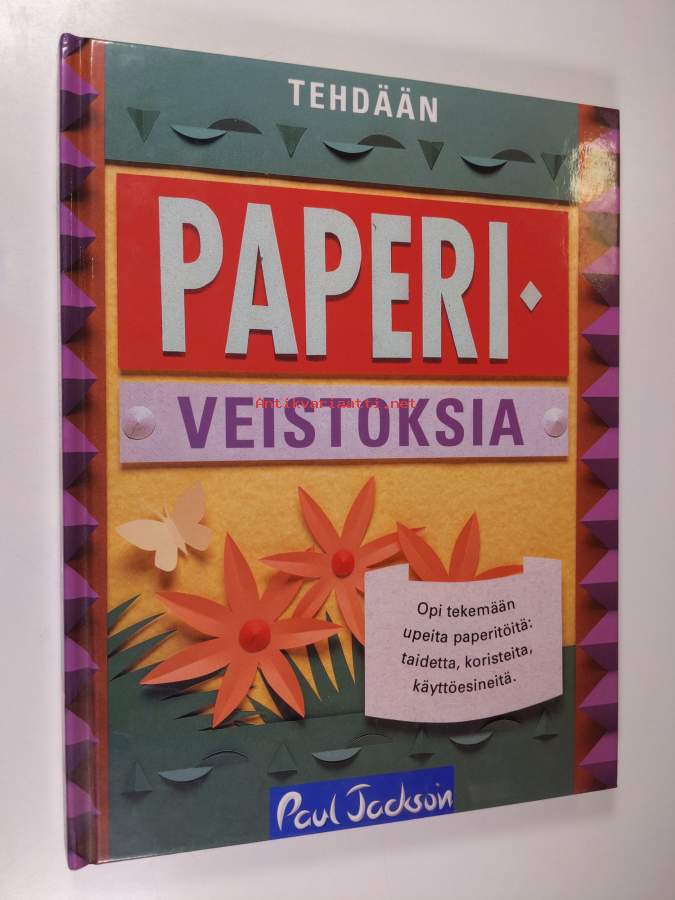 TEHDÄÄN
PAPERI-
Antikvariaatti.net
VEISTOKSIA
Opi tekemään
upeita paperitöitä:
taidetta, koristeita,
käyttöesineitä.
Paul Jackson